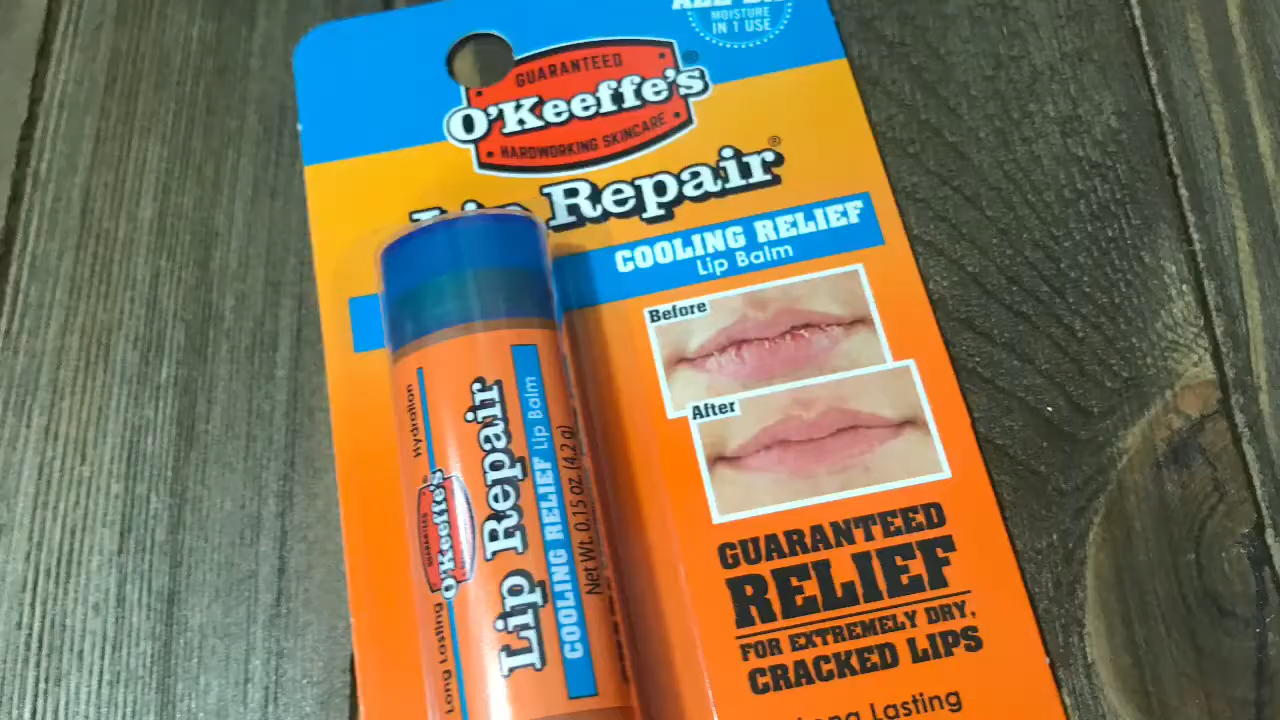 MOISTURE
IN 1 USE
GUARANTEED
O'Keeffe's®
HARDWORKING SKINCARE
Lip Repair®
COOLING RELIEF
Lip Balm
Before
After
GUARANTEED
RELIEF
FOR EXTREMELY DRY,
CRACKED LIPS
Lasting
Long Lasting
GUARANTEED
O'Keeffe's
Hydration
Lip Repair
COOLING RELIEF Lip Balm
Net Wt. 0.15 oz. (4.2 g)